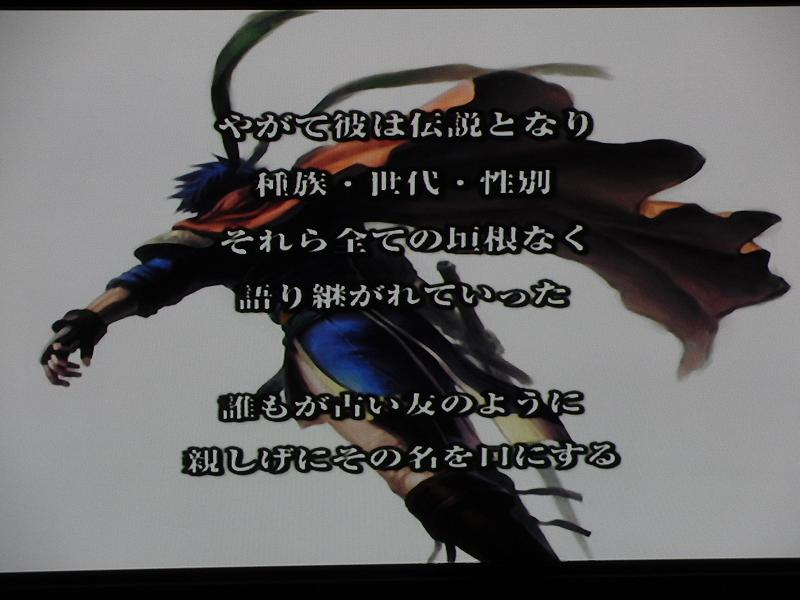 やがて彼は伝説となり
種族・世代・性別
それら全ての垣根なく
語り継がれていった
誰もが古い友のように
親しげにその名を口にする